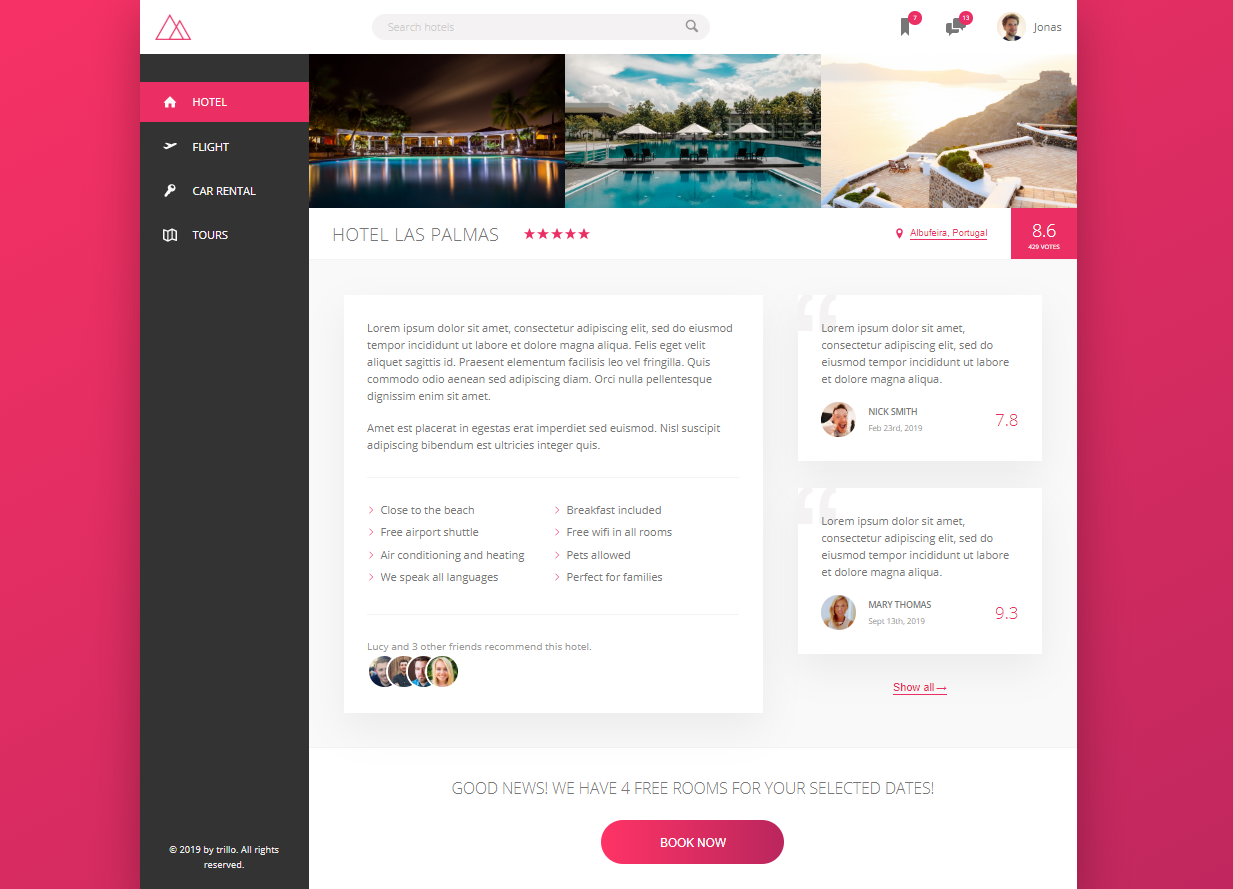 Search hotels
7
13
Jonas
HOTEL
FLIGHT
CAR RENTAL
TOURS
© 2019 by trillo. All rights
reserved.
HOTEL LAS PALMAS
Albufeira, Portugal
8.6
429 VOTES
Lorem ipsum dolor sit amet, consectetur adipiscing elit, sed do eiusmod
tempor incididunt ut labore et dolore magna aliqua. Felis eget velit
aliquet sagittis id. Praesent elementum facilisis leo vel fringilla. Quis
commodo odio aenean sed adipiscing diam. Orci nulla pellentesque
dignissim enim sit amet.
Amet est placerat in egestas erat imperdiet sed euismod. Nisl suscipit
adipiscing bibendum est ultricies integer quis.
Close to the beach
Breakfast included
Free airport shuttle
Free wifi in all rooms
Air conditioning and heating
Pets allowed
We speak all languages
Perfect for families
Lucy and 3 other friends recommend this hotel.
“
Lorem ipsum dolor sit amet,
consectetur adipiscing elit, sed do
eiusmod tempor incididunt ut labore
et dolore magna aliqua.
NICK SMITH
Feb 23rd, 2019
7.8
“
Lorem ipsum dolor sit amet,
consectetur adipiscing elit, sed do
eiusmod tempor incididunt ut labore
et dolore magna aliqua.
MARY THOMAS
Sept 13th, 2019
9.3
Show all →
GOOD NEWS! WE HAVE 4 FREE ROOMS FOR YOUR SELECTED DATES!
BOOK NOW